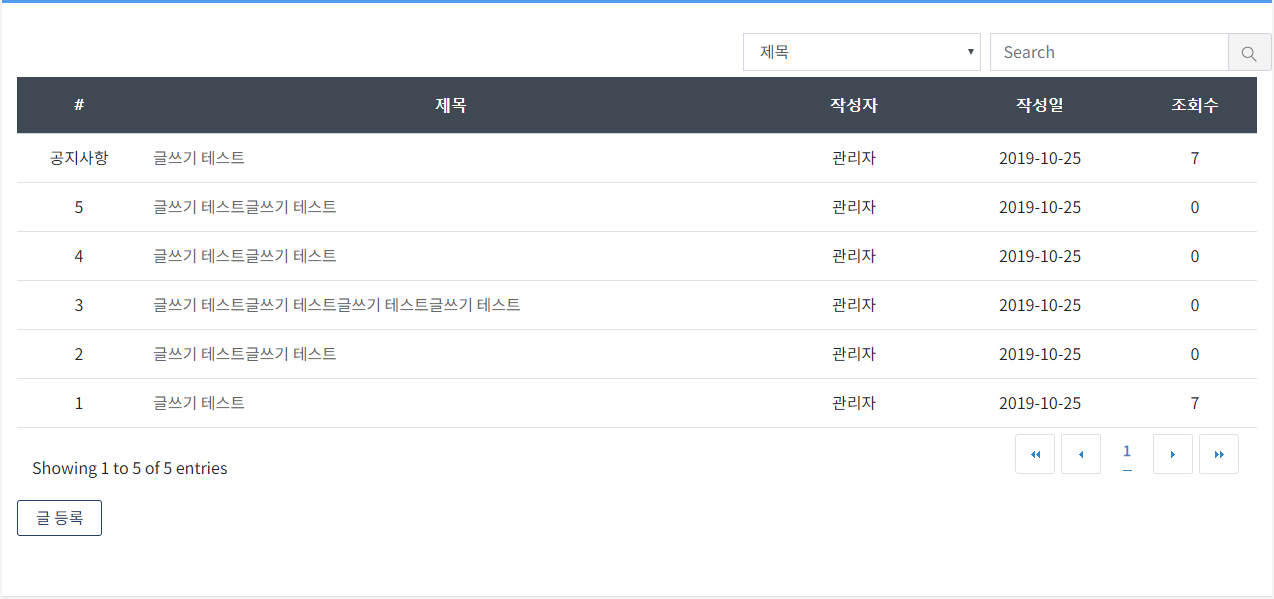 제목 Search
# 제목 작성자 작성일 조회수
공지사항 글쓰기 테스트 관리자 2019-10-25 7
5 글쓰기 테스트글쓰기 테스트 관리자 2019-10-25 0
4 글쓰기 테스트글쓰기 테스트 관리자 2019-10-25 0
3 글쓰기 테스트글쓰기 테스트글쓰기 테스트글쓰기 테스트 관리자 2019-10-25 0
2 글쓰기 테스트글쓰기 테스트 관리자 2019-10-25 0
1 글쓰기 테스트 관리자 2019-10-25 7
Showing 1 to 5 of 5 entries 1
글 등록